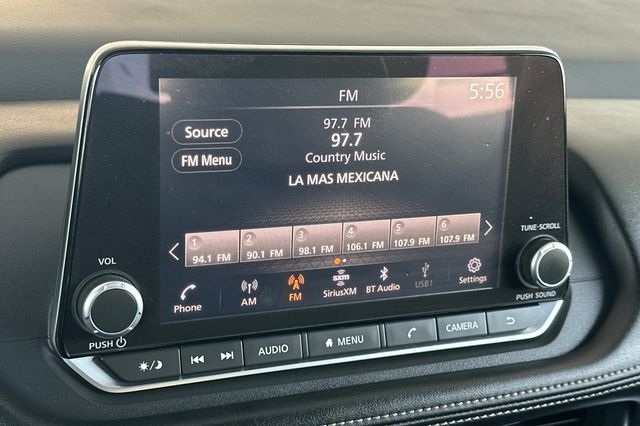 FM 5:56
Source
FM Menu
97.7 FM
97.7
Country Music
LA MAS MEXICANA
1 2 3 4 5 6
94.1 FM 90.1 FM 98.1 FM 106.1 FM 107.9 FM 107.9 FM
Phone AM FM SXM SiriusXM BT Audio USB1 Settings
VOL
PUSH
TUNE·SCROLL
PUSH SOUND
AUDIO MENU CAMERA